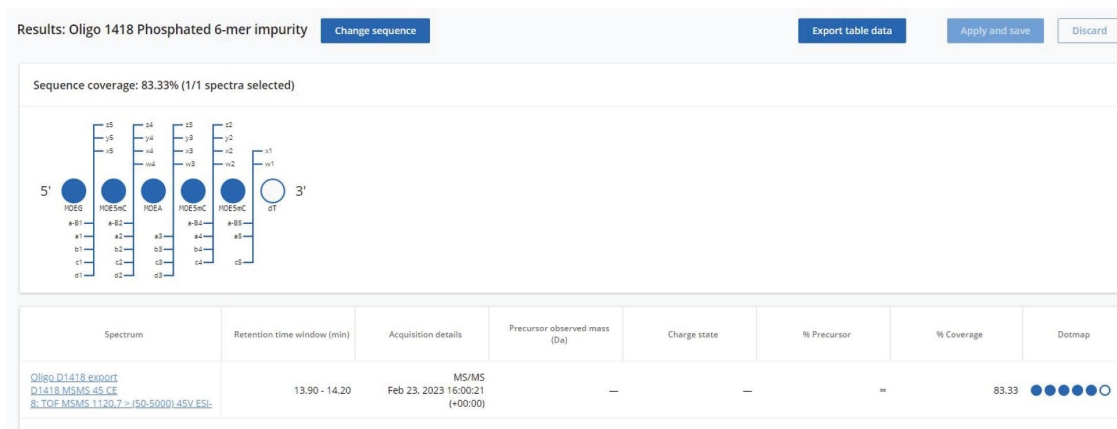 Results: Oligo 1418 Phosphated 6-mer impurity
Change sequence
Export table data
Apply and save
Discard
Sequence coverage: 83.33% (1/1 spectra selected)
z5 z4 z3 z2
y5 y4 y3 y2
x5 x4 x3 x2 x1
w4 w3 w2 w1
5' 3'
MOEG MOE5mC MOEA MOE5mC MOE5mC dT
a-B1 a-B2 a-B4 a-B5
a1 a2 a3 a4 a5
b1 b2 b3 b4
c1 c2 c3 c4 c5
d1 d2 d3
Spectrum
Retention time window (min)
Acquisition details
Precursor observed mass
(Da)
Charge state
% Precursor
% Coverage
Dotmap
Oligo D1418 export
D1418 MSMS 45 CE
8: TOF MSMS 1120.7 > (50-5000) 45V ESI-
13.90 - 14.20
MS/MS
Feb 23, 2023 16:00:21
(+00:00)
—
—
∞
83.33